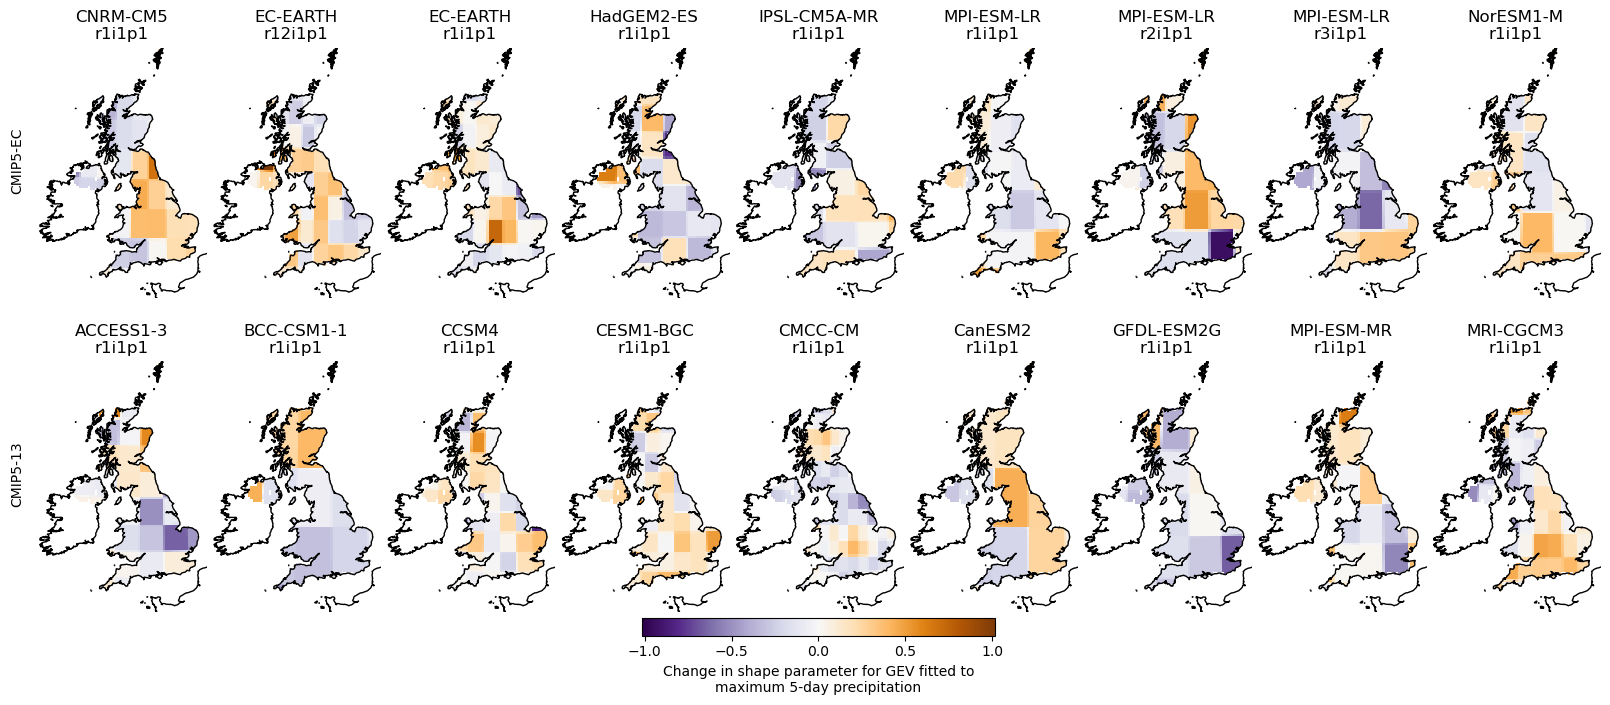 CNRM-CM5 EC-EARTH EC-EARTH HadGEM2-ES IPSL-CM5A-MR MPI-ESM-LR MPI-ESM-LR MPI-ESM-LR NorESM1-M
r1i1p1 r12i1p1 r1i1p1 r1i1p1 r1i1p1 r1i1p1 r2i1p1 r3i1p1 r1i1p1
CMIP5-EC
ACCESS1-3 BCC-CSM1-1 CCSM4 CESM1-BGC CMCC-CM CanESM2 GFDL-ESM2G MPI-ESM-MR MRI-CGCM3
r1i1p1 r1i1p1 r1i1p1 r1i1p1 r1i1p1 r1i1p1 r1i1p1 r1i1p1 r1i1p1
CMIP5-13
−1.0 −0.5 0.0 0.5 1.0
Change in shape parameter for GEV fitted to
maximum 5-day precipitation